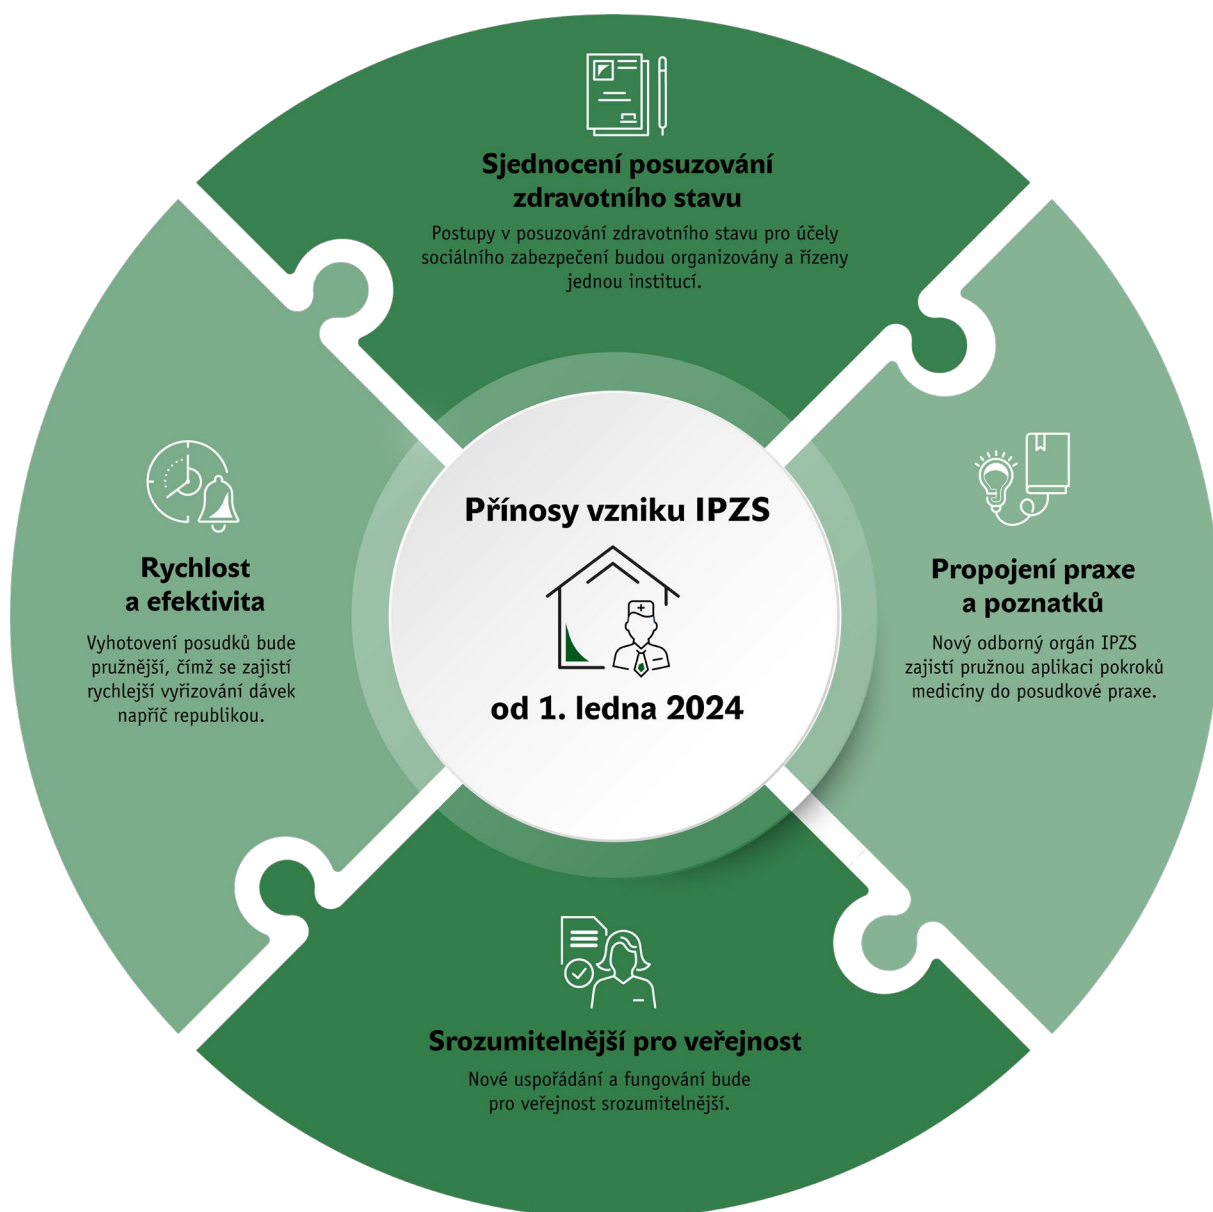 Sjednocení posuzování
zdravotního stavu
Postupy v posuzování zdravotního stavu pro účely
sociálního zabezpečení budou organizovány a řízeny
jednou institucí.
Přínosy vzniku IPZS
od 1. ledna 2024
Rychlost
a efektivita
Vyhotovení posudků bude
pružnější, čímž se zajistí
rychlejší vyřizování dávek
napříč republikou.
Propojení praxe
a poznatků
Nový odborný orgán IPZS
zajistí pružnou aplikaci pokroků
medicíny do posudkové praxe.
Srozumitelnější pro veřejnost
Nové uspořádání a fungování bude
pro veřejnost srozumitelnější.